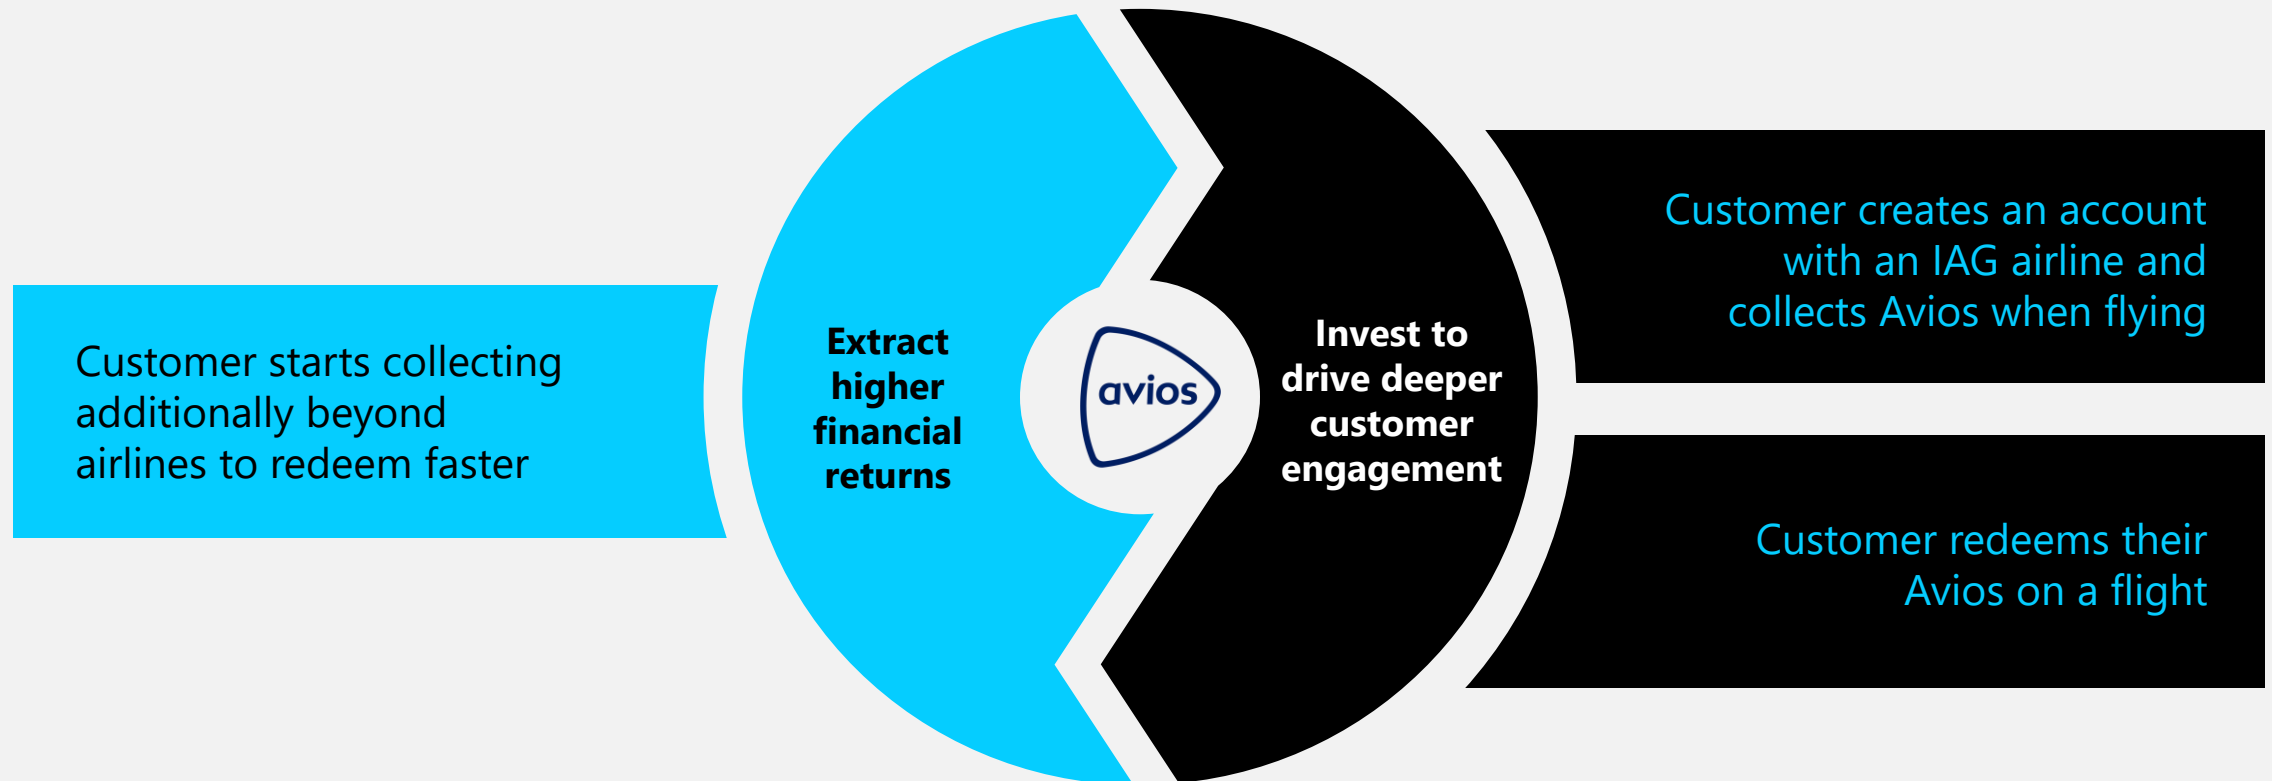 Customer starts collecting
additionally beyond
airlines to redeem faster
Extract
higher
financial
returns
avios
Invest to
drive deeper
customer
engagement
Customer creates an account
with an IAG airline and
collects Avios when flying
Customer redeems their
Avios on a flight